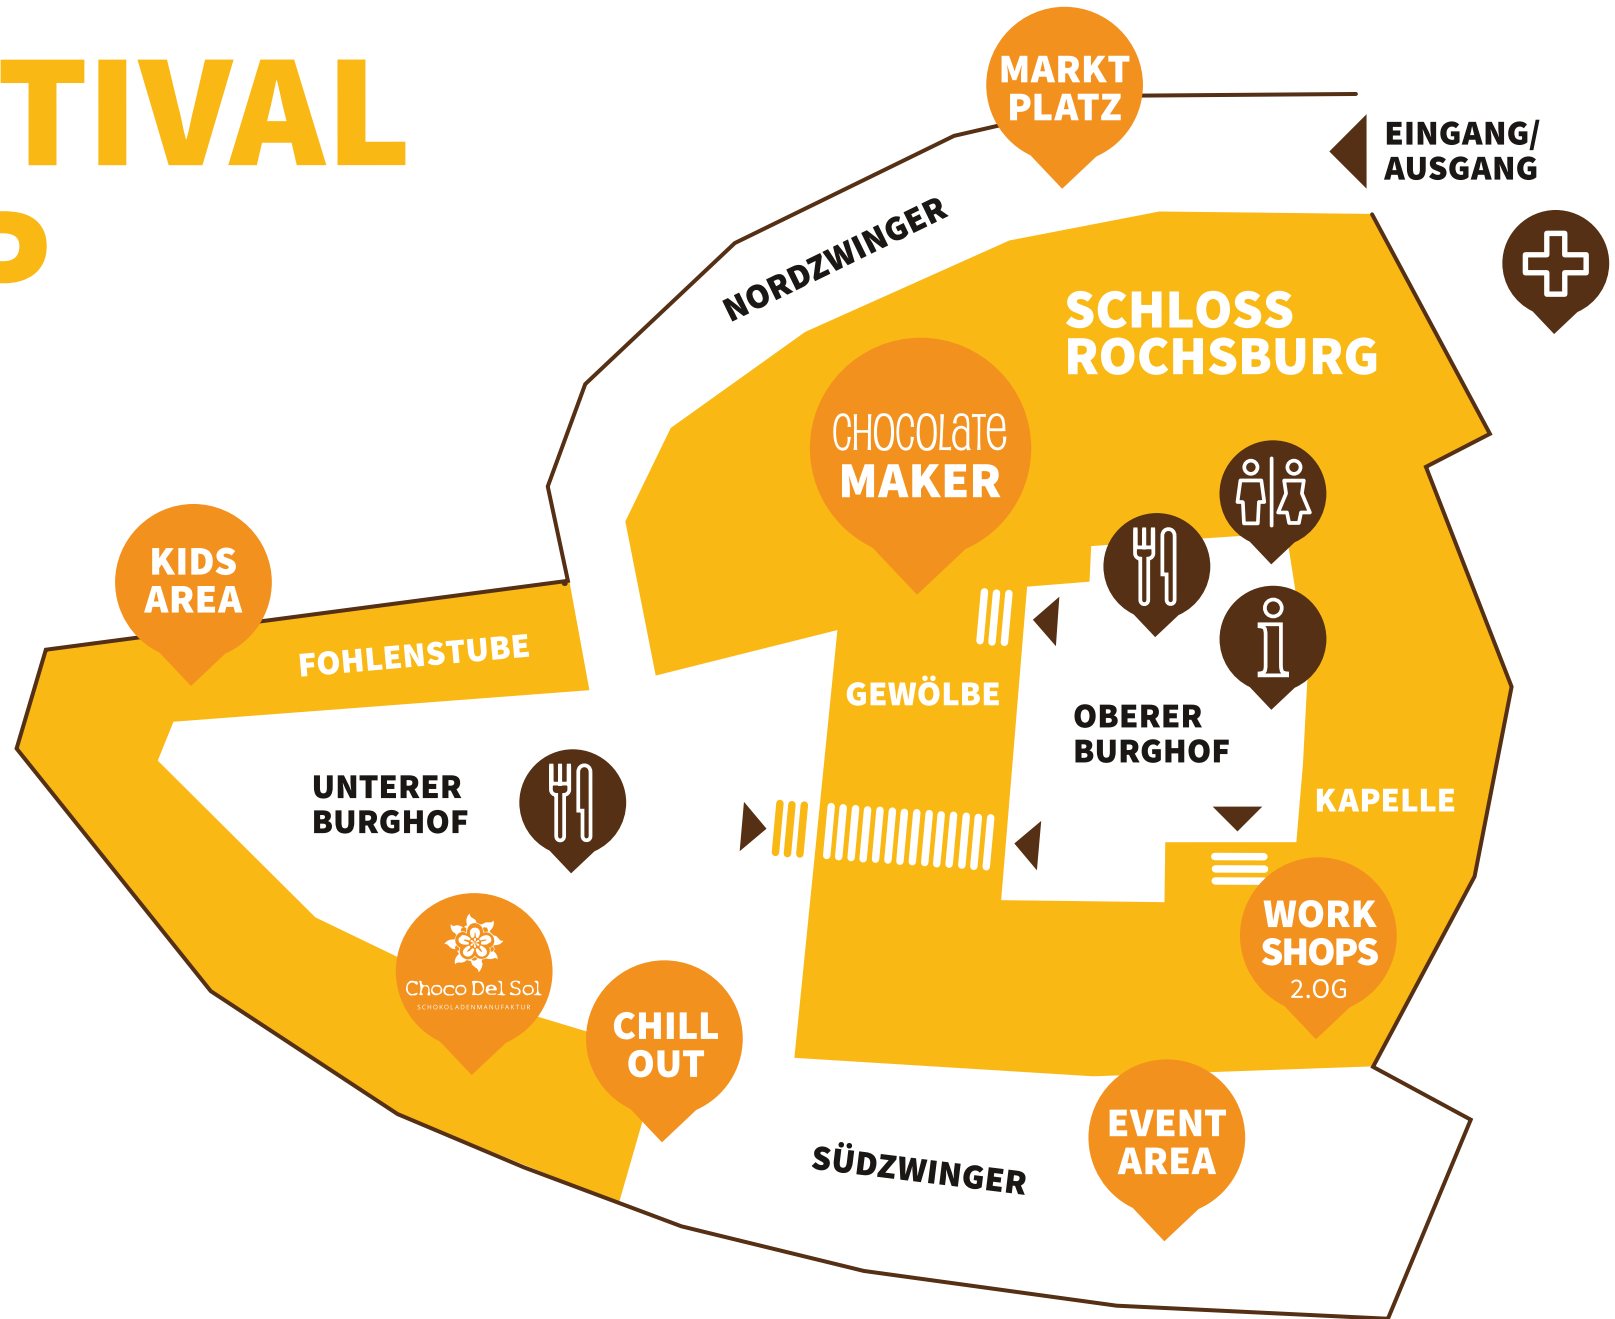 TIVAL
P
MARKT
PLATZ
EINGANG/
AUSGANG
NORDZWINGER
SCHLOSS
ROCHSBURG
CHOCOLATE
MAKER
KIDS
AREA
FOHLENSTUBE
GEWÖLBE
OBERER
BURGHOF
UNTERER
BURGHOF
KAPELLE
WORK
SHOPS
2.OG
Choco Del Sol
SCHOKOLADENMANUFAKTUR
CHILL
OUT
EVENT
AREA
SÜDZWINGER